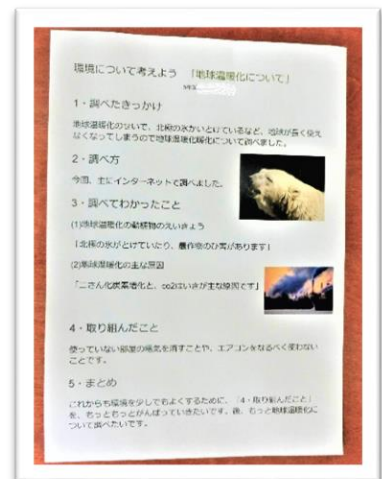 環境について考えよう 「地球温暖化について」
1・調べたきっかけ
地球温暖化のついで、北極の氷がとけているなど、地球が長く使え
なくなってしまうので地球温暖化暖化について調べました。
2・調べ方
今回、主にインターネットで調べました。
3・調べてわかったこと
(1)地球温暖化の動植物のえいきょう
「北極の氷がとけていたり、農作物のひ害があります」
(2)地球温暖化の主な原因
「二さん化炭素増化と、co2はいきが主な原因です」
4・取り組んだこと
使っていない部屋の電気を消すことや、エアコンをなるべく使わない
ことです。
5・まとめ
これからも環境を少しでもよくするために、「4・取り組んだこと」
を、もっともっとがんばっていきたいです。後、もっと地球温暖化に
ついて調べたいです。